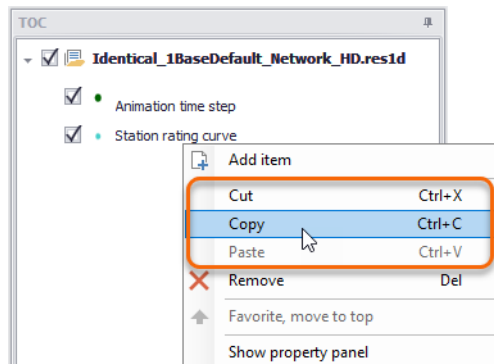 TOC
Identical_1BaseDefault_Network_HD.res1d
Animation time step
Station rating curve
Add item
Cut Ctrl+X
Copy Ctrl+C
Paste Ctrl+V
Remove Del
Favorite, move to top
Show property panel